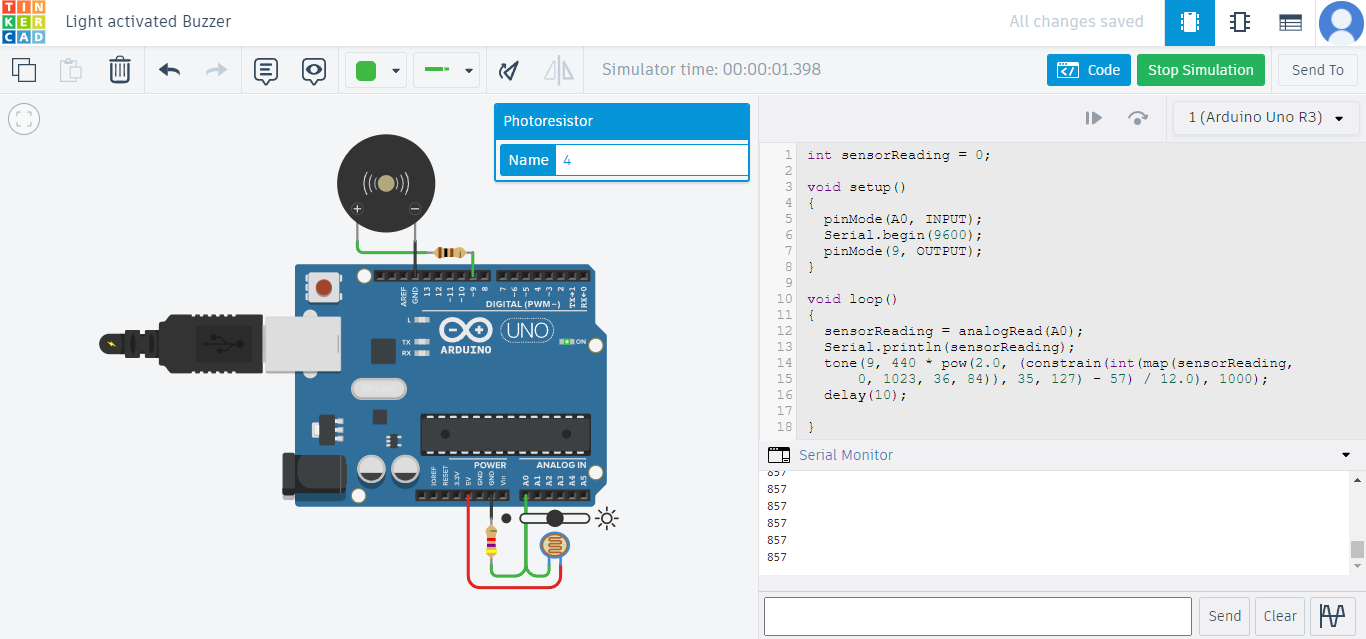 TIN
KER
CAD
Light activated Buzzer
All changes saved
Simulator time: 00:00:01.398
Code
Stop Simulation
Send To
Photoresistor
Name 4
1 (Arduino Uno R3)
AREF
GND
13
12
~11
~10
~9
8
7
~6
~5
4
~3
2
TX→1
RX←0
DIGITAL (PWM~)
L
TX
RX
UNO
ARDUINO
ON
POWER
ANALOG IN
IOREF
RESET
3.3V
5V
GND
GND
Vin
A0
A1
A2
A3
A4
A5
1 int sensorReading = 0;
2
3 void setup()
4 {
5 pinMode(A0, INPUT);
6 Serial.begin(9600);
7 pinMode(9, OUTPUT);
8 }
9
10 void loop()
11 {
12 sensorReading = analogRead(A0);
13 Serial.println(sensorReading);
14 tone(9, 440 * pow(2.0, (constrain(int(map(sensorReading,
15 0, 1023, 36, 84)), 35, 127) - 57) / 12.0), 1000);
16 delay(10);
17
18 }
Serial Monitor
857
857
857
857
857
857
Send
Clear